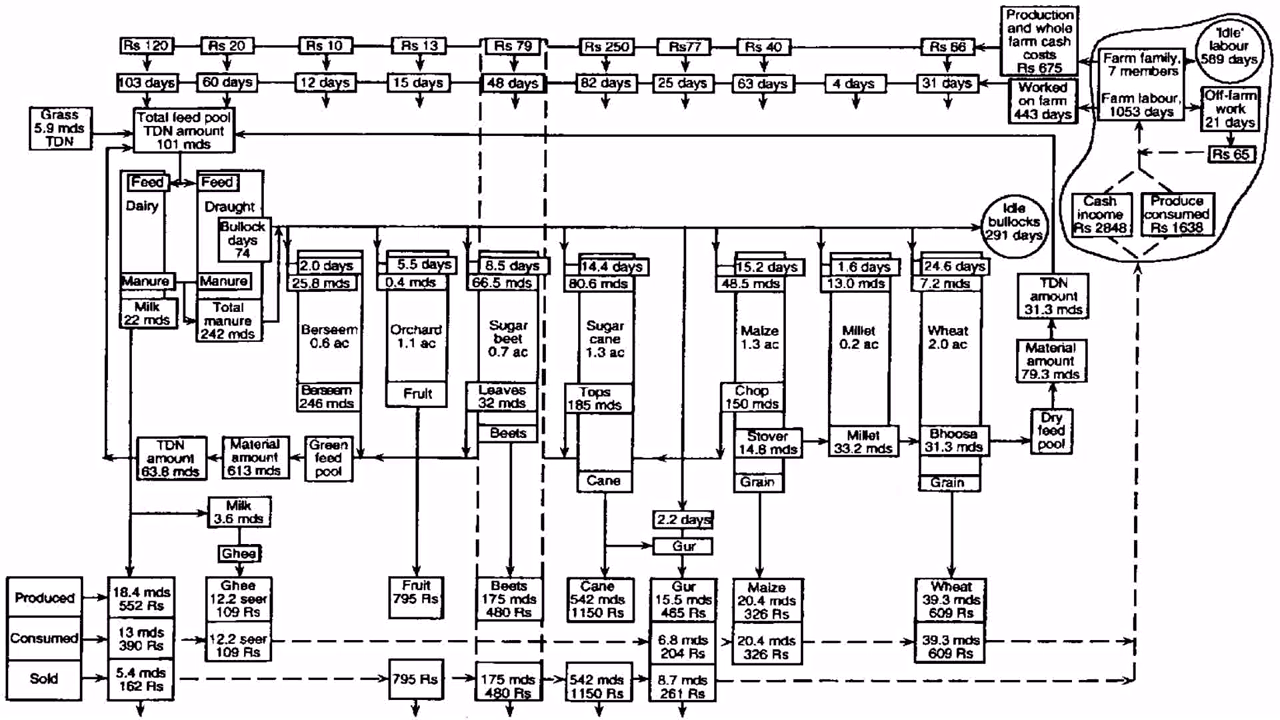 Rs 120
Rs 20
Rs 10
Rs 13
Rs 79
Rs 250
Rs77
Rs 40
Rs 66
Production
and whole
farm cash
costs
Rs 675
103 days
60 days
12 days
15 days
48 days
82 days
25 days
63 days
4 days
31 days
Worked
on farm
443 days
Farm family,
7 members
Farm labour,
1053 days
'Idle'
labour
589 days
Off-farm
work
21 days
Rs 65
Cash
income
Rs 2848
Produce
consumed
Rs 1638
Grass
5.9 mds
TDN
Total feed pool
TDN amount
101 mds
Feed
Feed
Dairy
Draught
Bullock
days
74
Manure
Manure
Milk
22 mds
Total
manure
242 mds
Idle
bullocks
291 days
2.0 days
25.8 mds
Berseem
0.6 ac
Berseem
246 mds
5.5 days
0.4 mds
Orchard
1.1 ac
Fruit
8.5 days
66.5 mds
Sugar
beet
0.7 ac
Leaves
32 mds
Beets
14.4 days
80.6 mds
Sugar
cane
1.3 ac
Tops
185 mds
Cane
15.2 days
48.5 mds
Maize
1.3 ac
Chop
150 mds
Stover
14.8 mds
Grain
1.6 days
13.0 mds
Millet
0.2 ac
Millet
33.2 mds
24.6 days
7.2 mds
Wheat
2.0 ac
Bhoosa
31.3 mds
Grain
TDN
amount
31.3 mds
Material
amount
79.3 mds
Dry
feed
pool
TDN
amount
63.8 mds
Material
amount
613 mds
Green
feed
pool
Milk
3.6 mds
Ghee
2.2 days
Gur
Produced
18.4 mds
552 Rs
Ghee
12.2 seer
109 Rs
Fruit
795 Rs
Beets
175 mds
480 Rs
Cane
542 mds
1150 Rs
Gur
15.5 mds
465 Rs
Maize
20.4 mds
326 Rs
Wheat
39.3 mds
609 Rs
Consumed
13 mds
390 Rs
12.2 seer
109 Rs
6.8 mds
204 Rs
20.4 mds
326 Rs
39.3 mds
609 Rs
Sold
5.4 mds
162 Rs
795 Rs
175 mds
480 Rs
542 mds
1150 Rs
8.7 mds
261 Rs